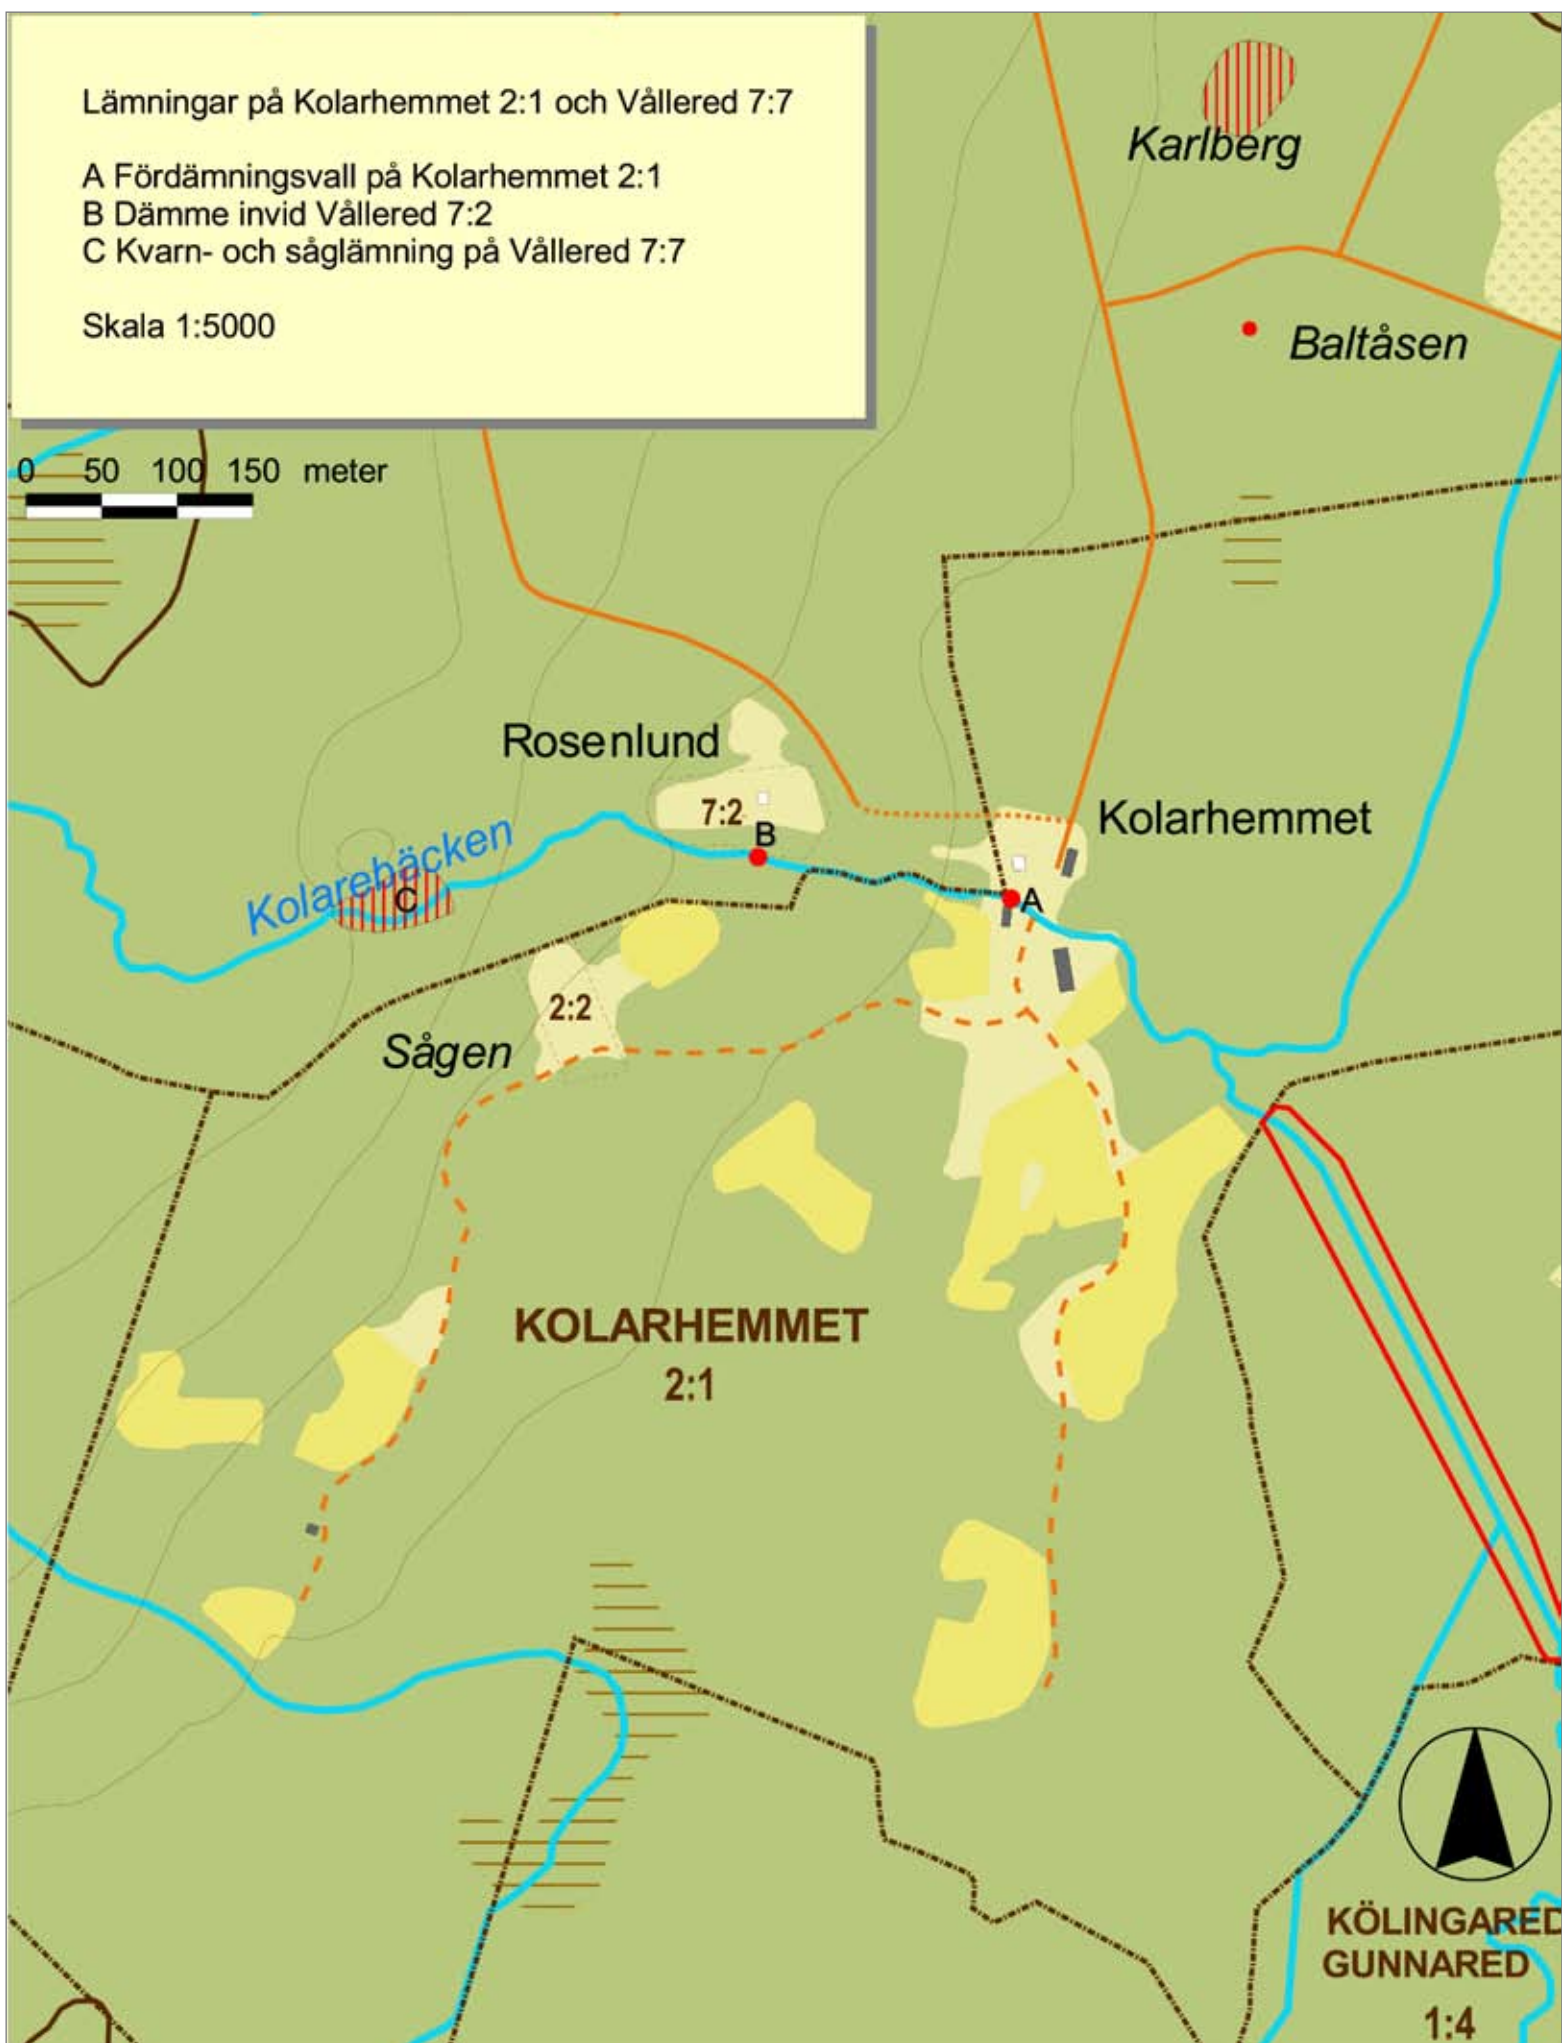 Lämningar på Kolarhemmet 2:1 och Vållered 7:7
A Fördämningsvall på Kolarhemmet 2:1
B Dämme invid Vållered 7:2
C Kvarn- och såglämning på Vållered 7:7
Skala 1:5000
Karlberg
Baltåsen
0 50 100 150 meter
Rosenlund
7:2
B
Kolarhemmet
Kolarebäcken
C
A
2:2
Sågen
KOLARHEMMET
2:1
KÖLINGARED
GUNNARED
1:4